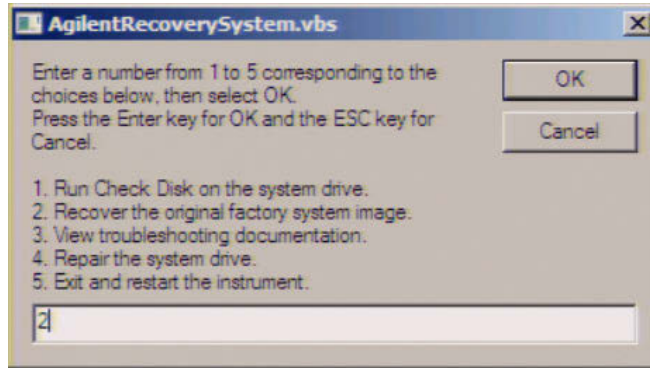 AgilentRecoverySystem.vbs
Enter a number from 1 to 5 corresponding to the
choices below, then select OK.
Press the Enter key for OK and the ESC key for
Cancel.
OK
Cancel
1. Run Check Disk on the system drive.
2. Recover the original factory system image.
3. View troubleshooting documentation.
4. Repair the system drive.
5. Exit and restart the instrument.
2